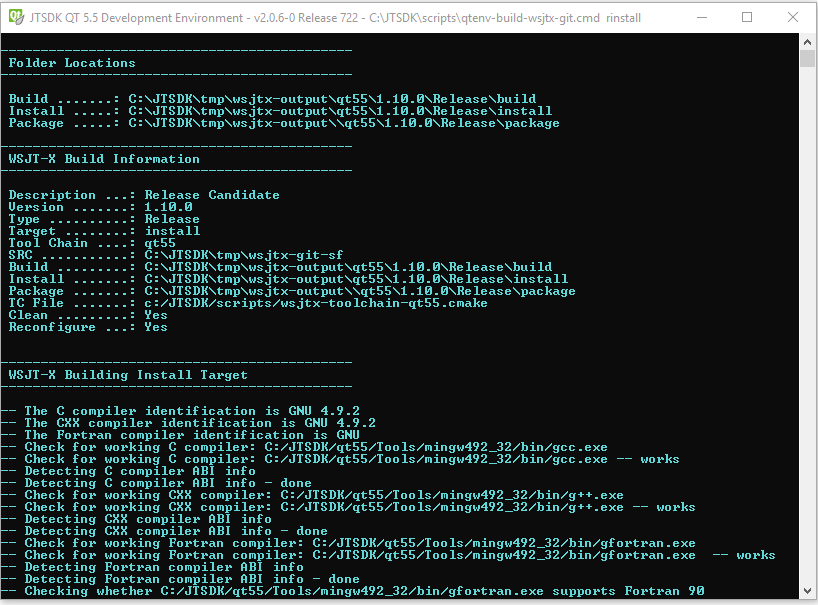 JTSDK QT 5.5 Development Environment - v2.0.6-0 Release 722 - C:\JTSDK\scripts\qtenv-build-wsjtx-git.cmd  rinstall
-------------------------------------------
Folder Locations
-------------------------------------------
Build .......: C:\JTSDK\tmp\wsjtx-output\qt55\1.10.0\Release\build
Install .....: C:\JTSDK\tmp\wsjtx-output\qt55\1.10.0\Release\install
Package .....: C:\JTSDK\tmp\wsjtx-output\\qt55\1.10.0\Release\package
-------------------------------------------
WSJT-X Build Information
-------------------------------------------
Description ...: Release Candidate
Version .......: 1.10.0
Type ..........: Release
Target ........: install
Tool Chain ....: qt55
SRC ...........: C:\JTSDK\tmp\wsjtx-git-sf
Build .........: C:\JTSDK\tmp\wsjtx-output\qt55\1.10.0\Release\build
Install .......: C:\JTSDK\tmp\wsjtx-output\qt55\1.10.0\Release\install
Package .......: C:\JTSDK\tmp\wsjtx-output\\qt55\1.10.0\Release\package
TC File .......: c:/JTSDK/scripts/wsjtx-toolchain-qt55.cmake
Clean .........: Yes
Reconfigure ...: Yes
-------------------------------------------
WSJT-X Building Install Target
-------------------------------------------
-- The C compiler identification is GNU 4.9.2
-- The CXX compiler identification is GNU 4.9.2
-- The Fortran compiler identification is GNU
-- Check for working C compiler: C:/JTSDK/qt55/Tools/mingw492_32/bin/gcc.exe
-- Check for working C compiler: C:/JTSDK/qt55/Tools/mingw492_32/bin/gcc.exe -- works
-- Detecting C compiler ABI info
-- Detecting C compiler ABI info - done
-- Check for working CXX compiler: C:/JTSDK/qt55/Tools/mingw492_32/bin/g++.exe
-- Check for working CXX compiler: C:/JTSDK/qt55/Tools/mingw492_32/bin/g++.exe -- works
-- Detecting CXX compiler ABI info
-- Detecting CXX compiler ABI info - done
-- Check for working Fortran compiler: C:/JTSDK/qt55/Tools/mingw492_32/bin/gfortran.exe
-- Check for working Fortran compiler: C:/JTSDK/qt55/Tools/mingw492_32/bin/gfortran.exe  -- works
-- Detecting Fortran compiler ABI info
-- Detecting Fortran compiler ABI info - done
-- Checking whether C:/JTSDK/qt55/Tools/mingw492_32/bin/gfortran.exe supports Fortran 90